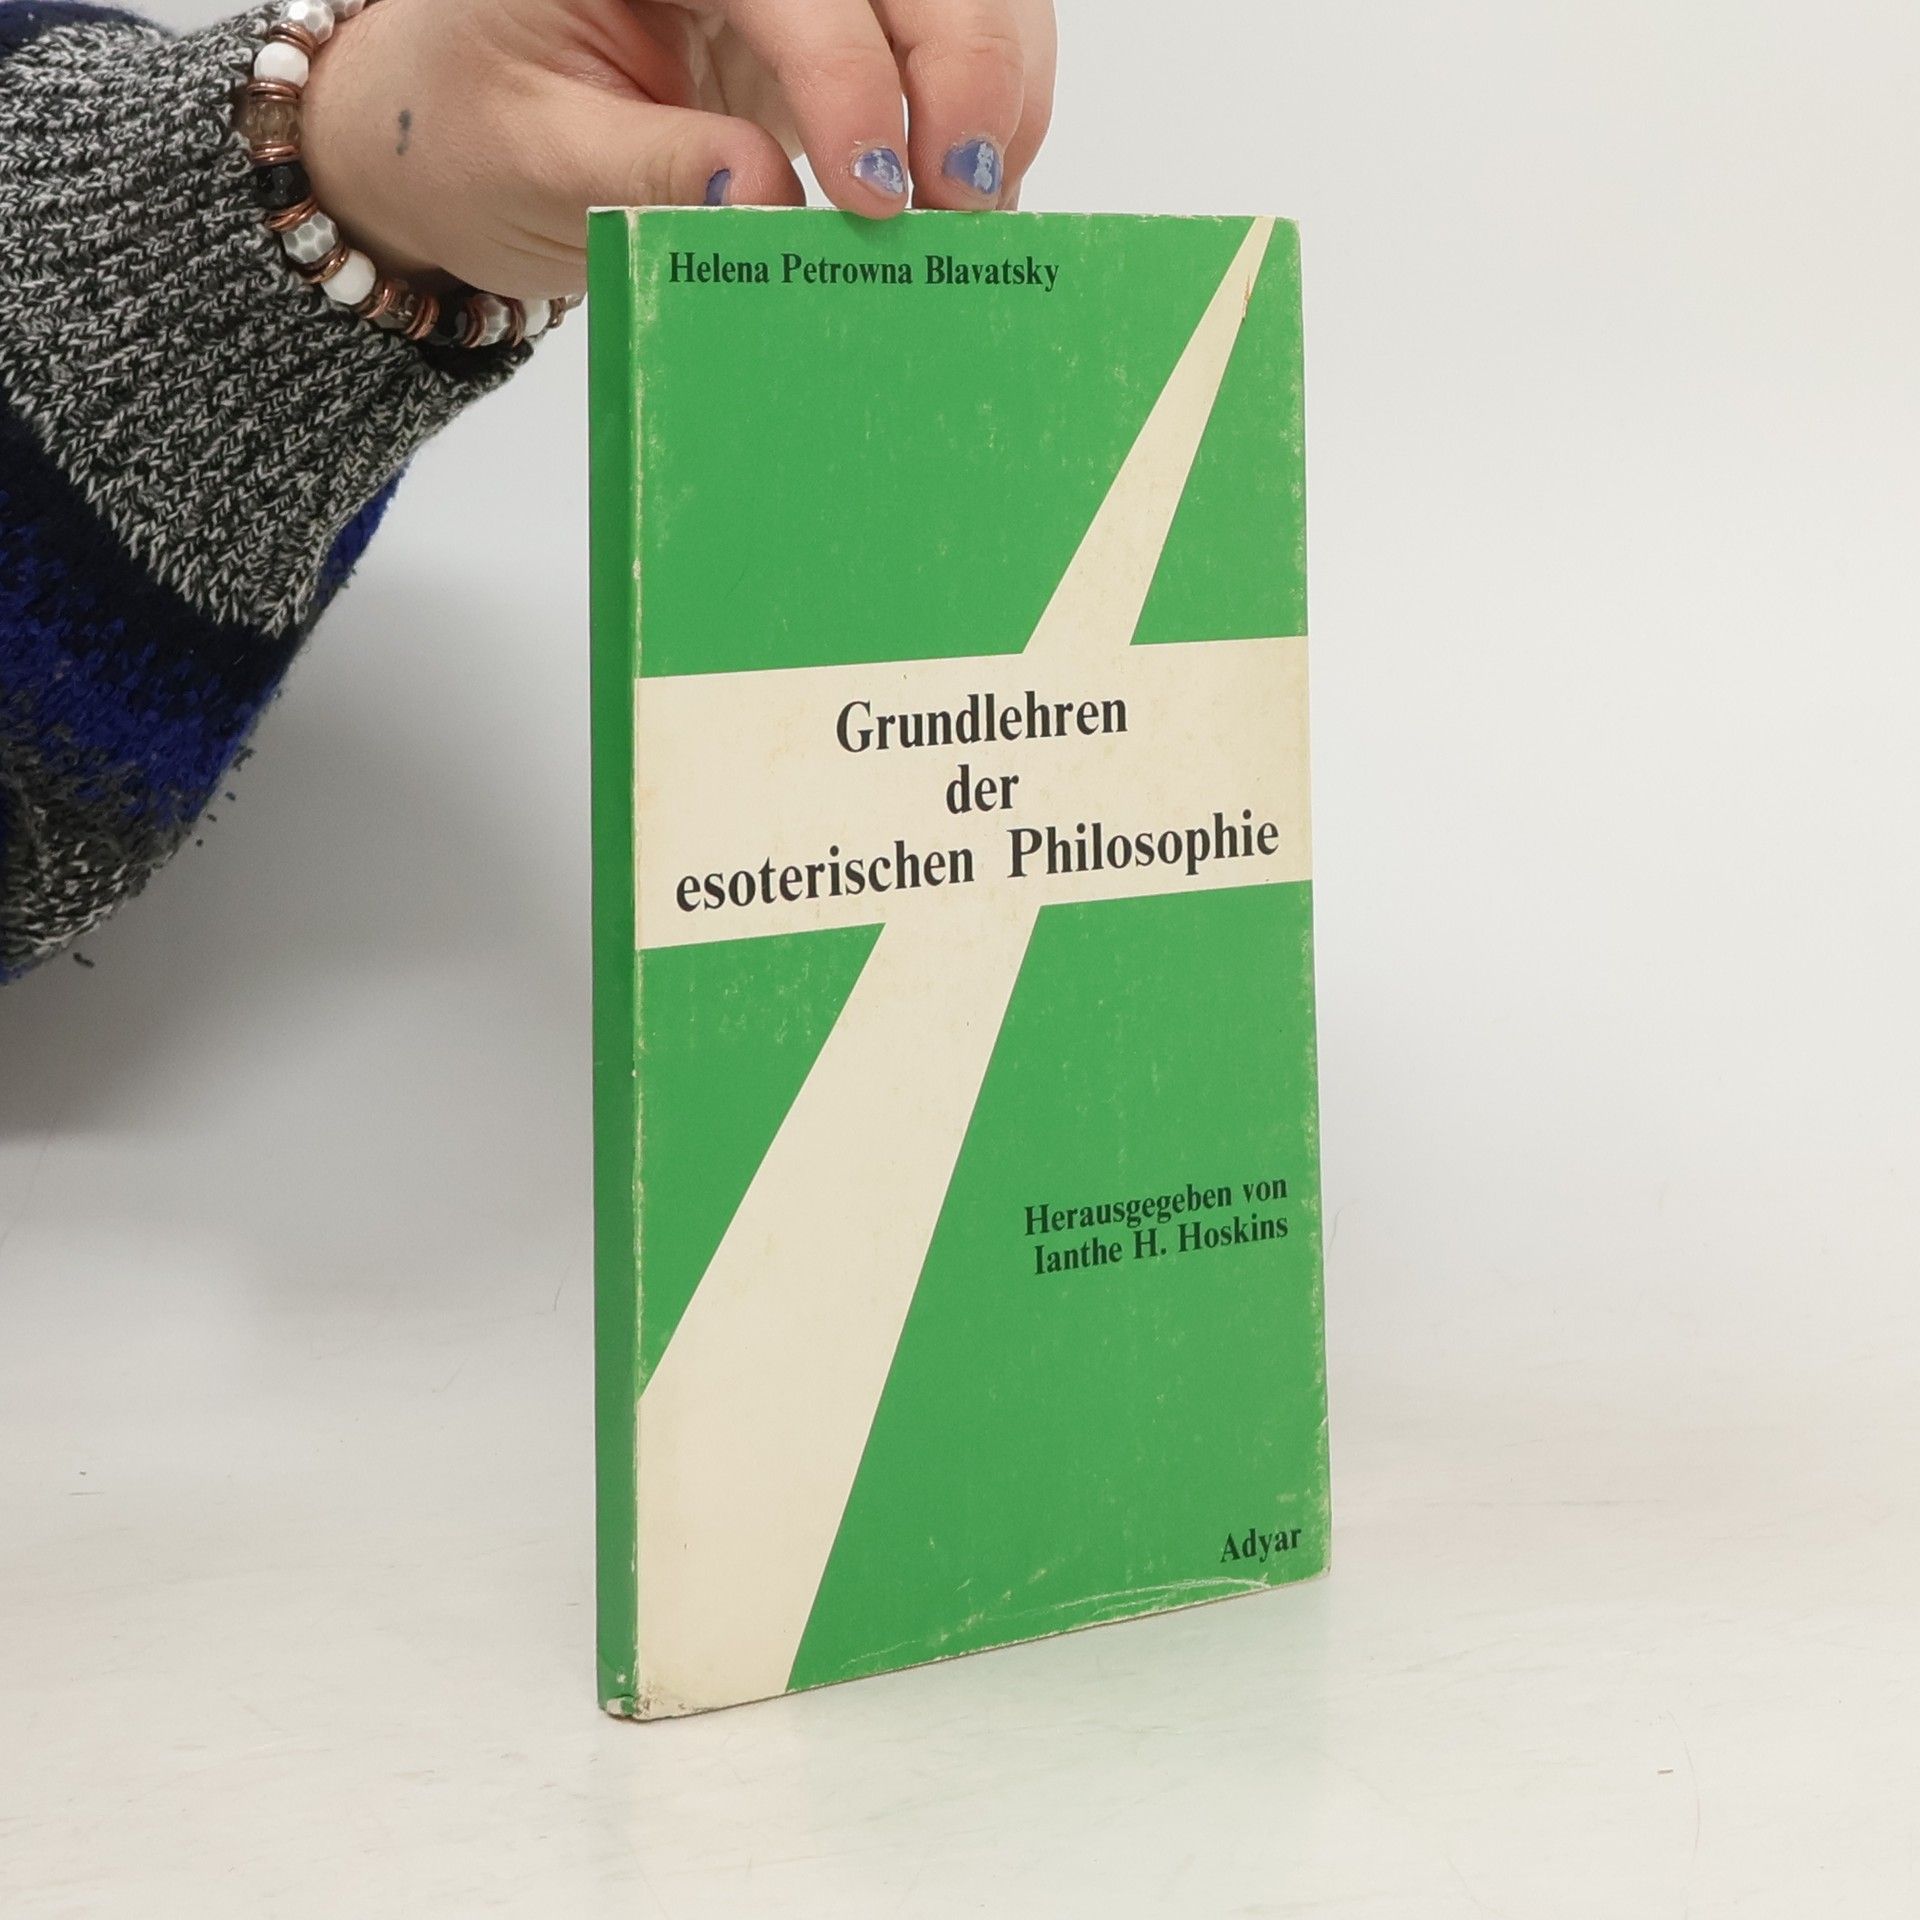 Helena Petrowna Blavatsky
Grundlehren
der
esoterischen Philosophie
Herausgegeben von
Ianthe H. Hoskins
Adyar